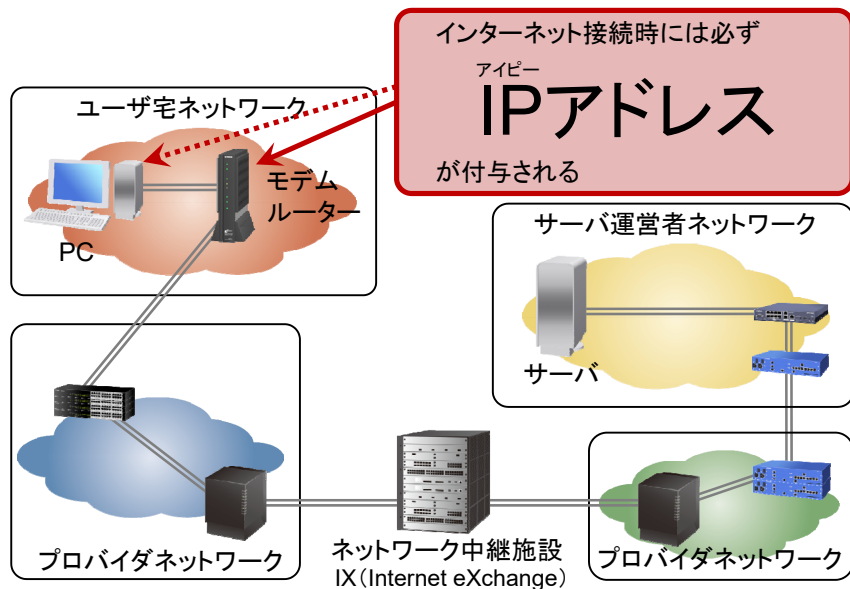 インターネット接続時には必ず
アイピー
IPアドレス
が付与される
ユーザ宅ネットワーク
モデム
ルーター
PC
サーバ運営者ネットワーク
サーバ
プロバイダネットワーク
ネットワーク中継施設
IX(Internet eXchange)
プロバイダネットワーク